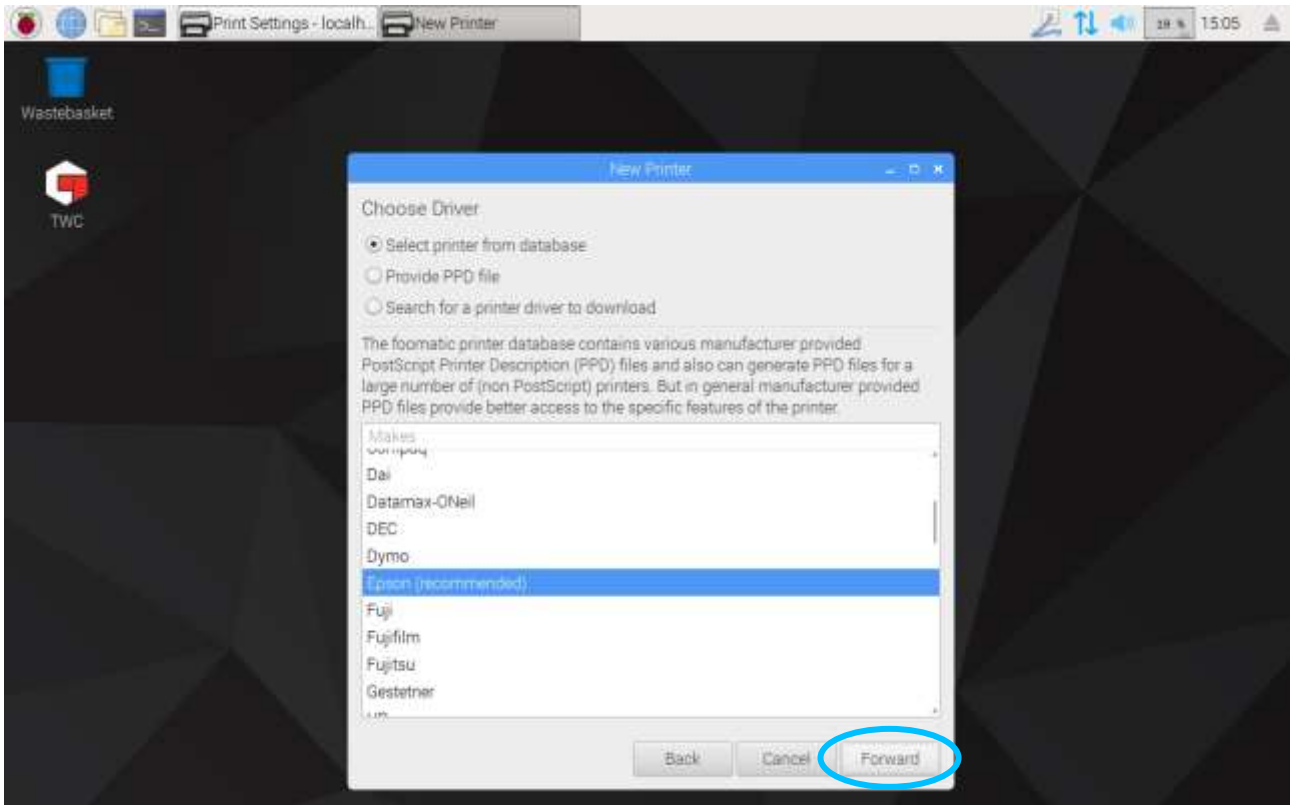 Print Settings - localh..
New Printer
15:05
Wastebasket
TWC
New Printer
Choose Driver
Select printer from database
Provide PPD file
Search for a printer driver to download
The foomatic printer database contains various manufacturer provided
PostScript Printer Description (PPD) files and also can generate PPD files for a
large number of (non PostScript) printers. But in general manufacturer provided
PPD files provide better access to the specific features of the printer.
Makes
Compaq
Dai
Datamax-ONeil
DEC
Dymo
Epson (recommended)
Fuji
Fujifilm
Fujitsu
Gestetner
HP
Back
Cancel
Forward